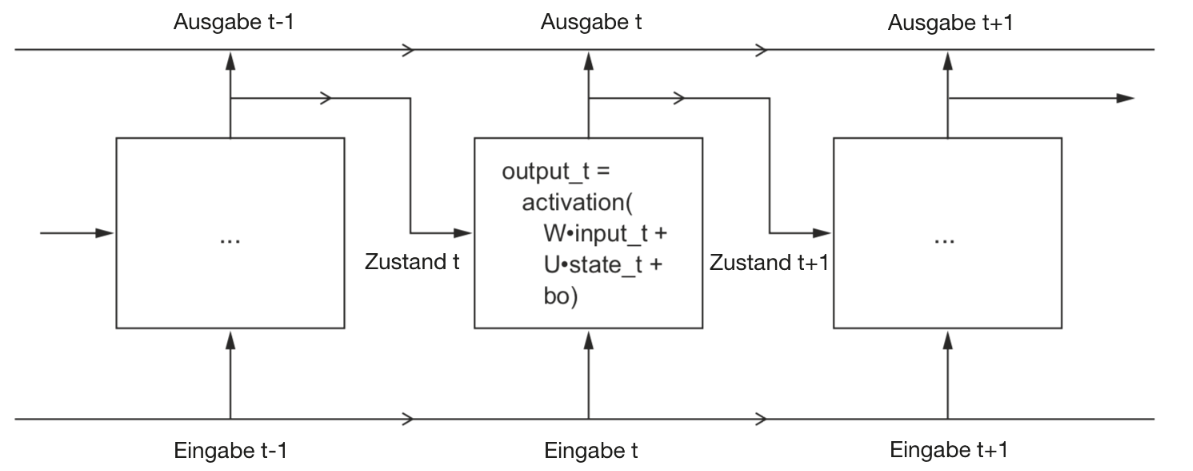 Ausgabe t-1
Ausgabe t
Ausgabe t+1
...
output_t =
activation(
W•input_t +
U•state_t +
bo)
...
Zustand t
Zustand t+1
Eingabe t-1
Eingabe t
Eingabe t+1